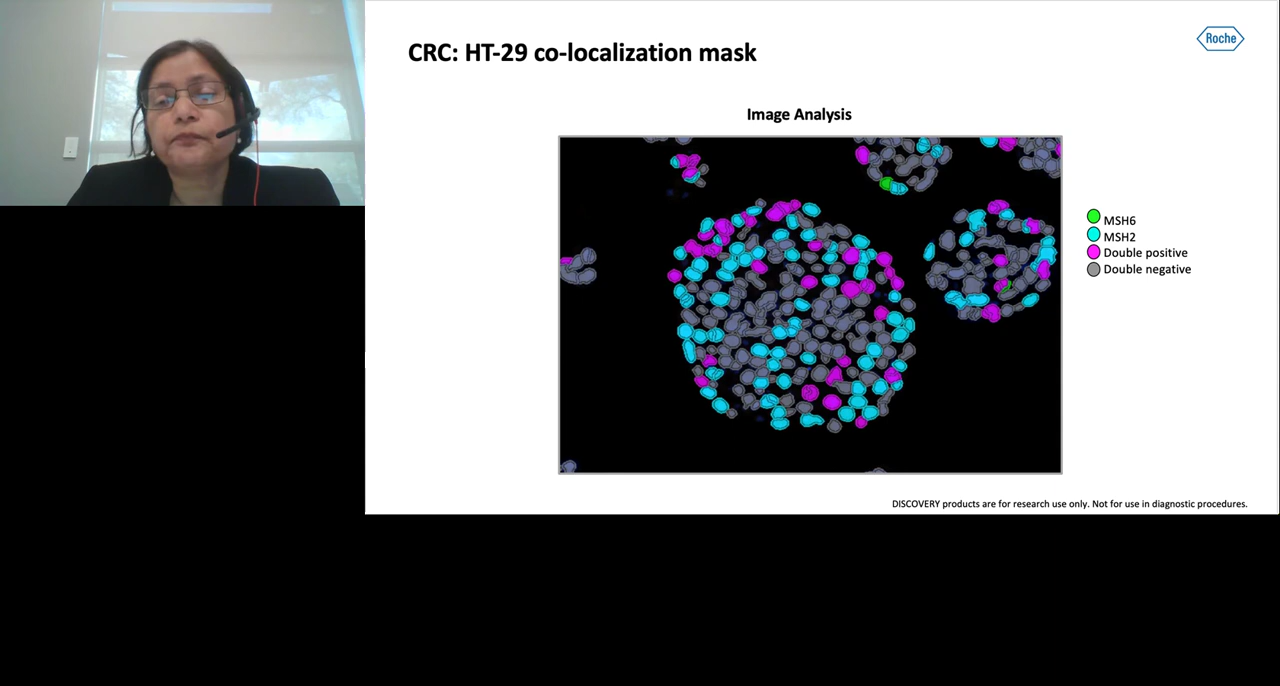 CRC: HT-29 co-localization mask
Roche
Image Analysis
MSH6
MSH2
Double positive
Double negative
DISCOVERY products are for research use only. Not for use in diagnostic procedures.